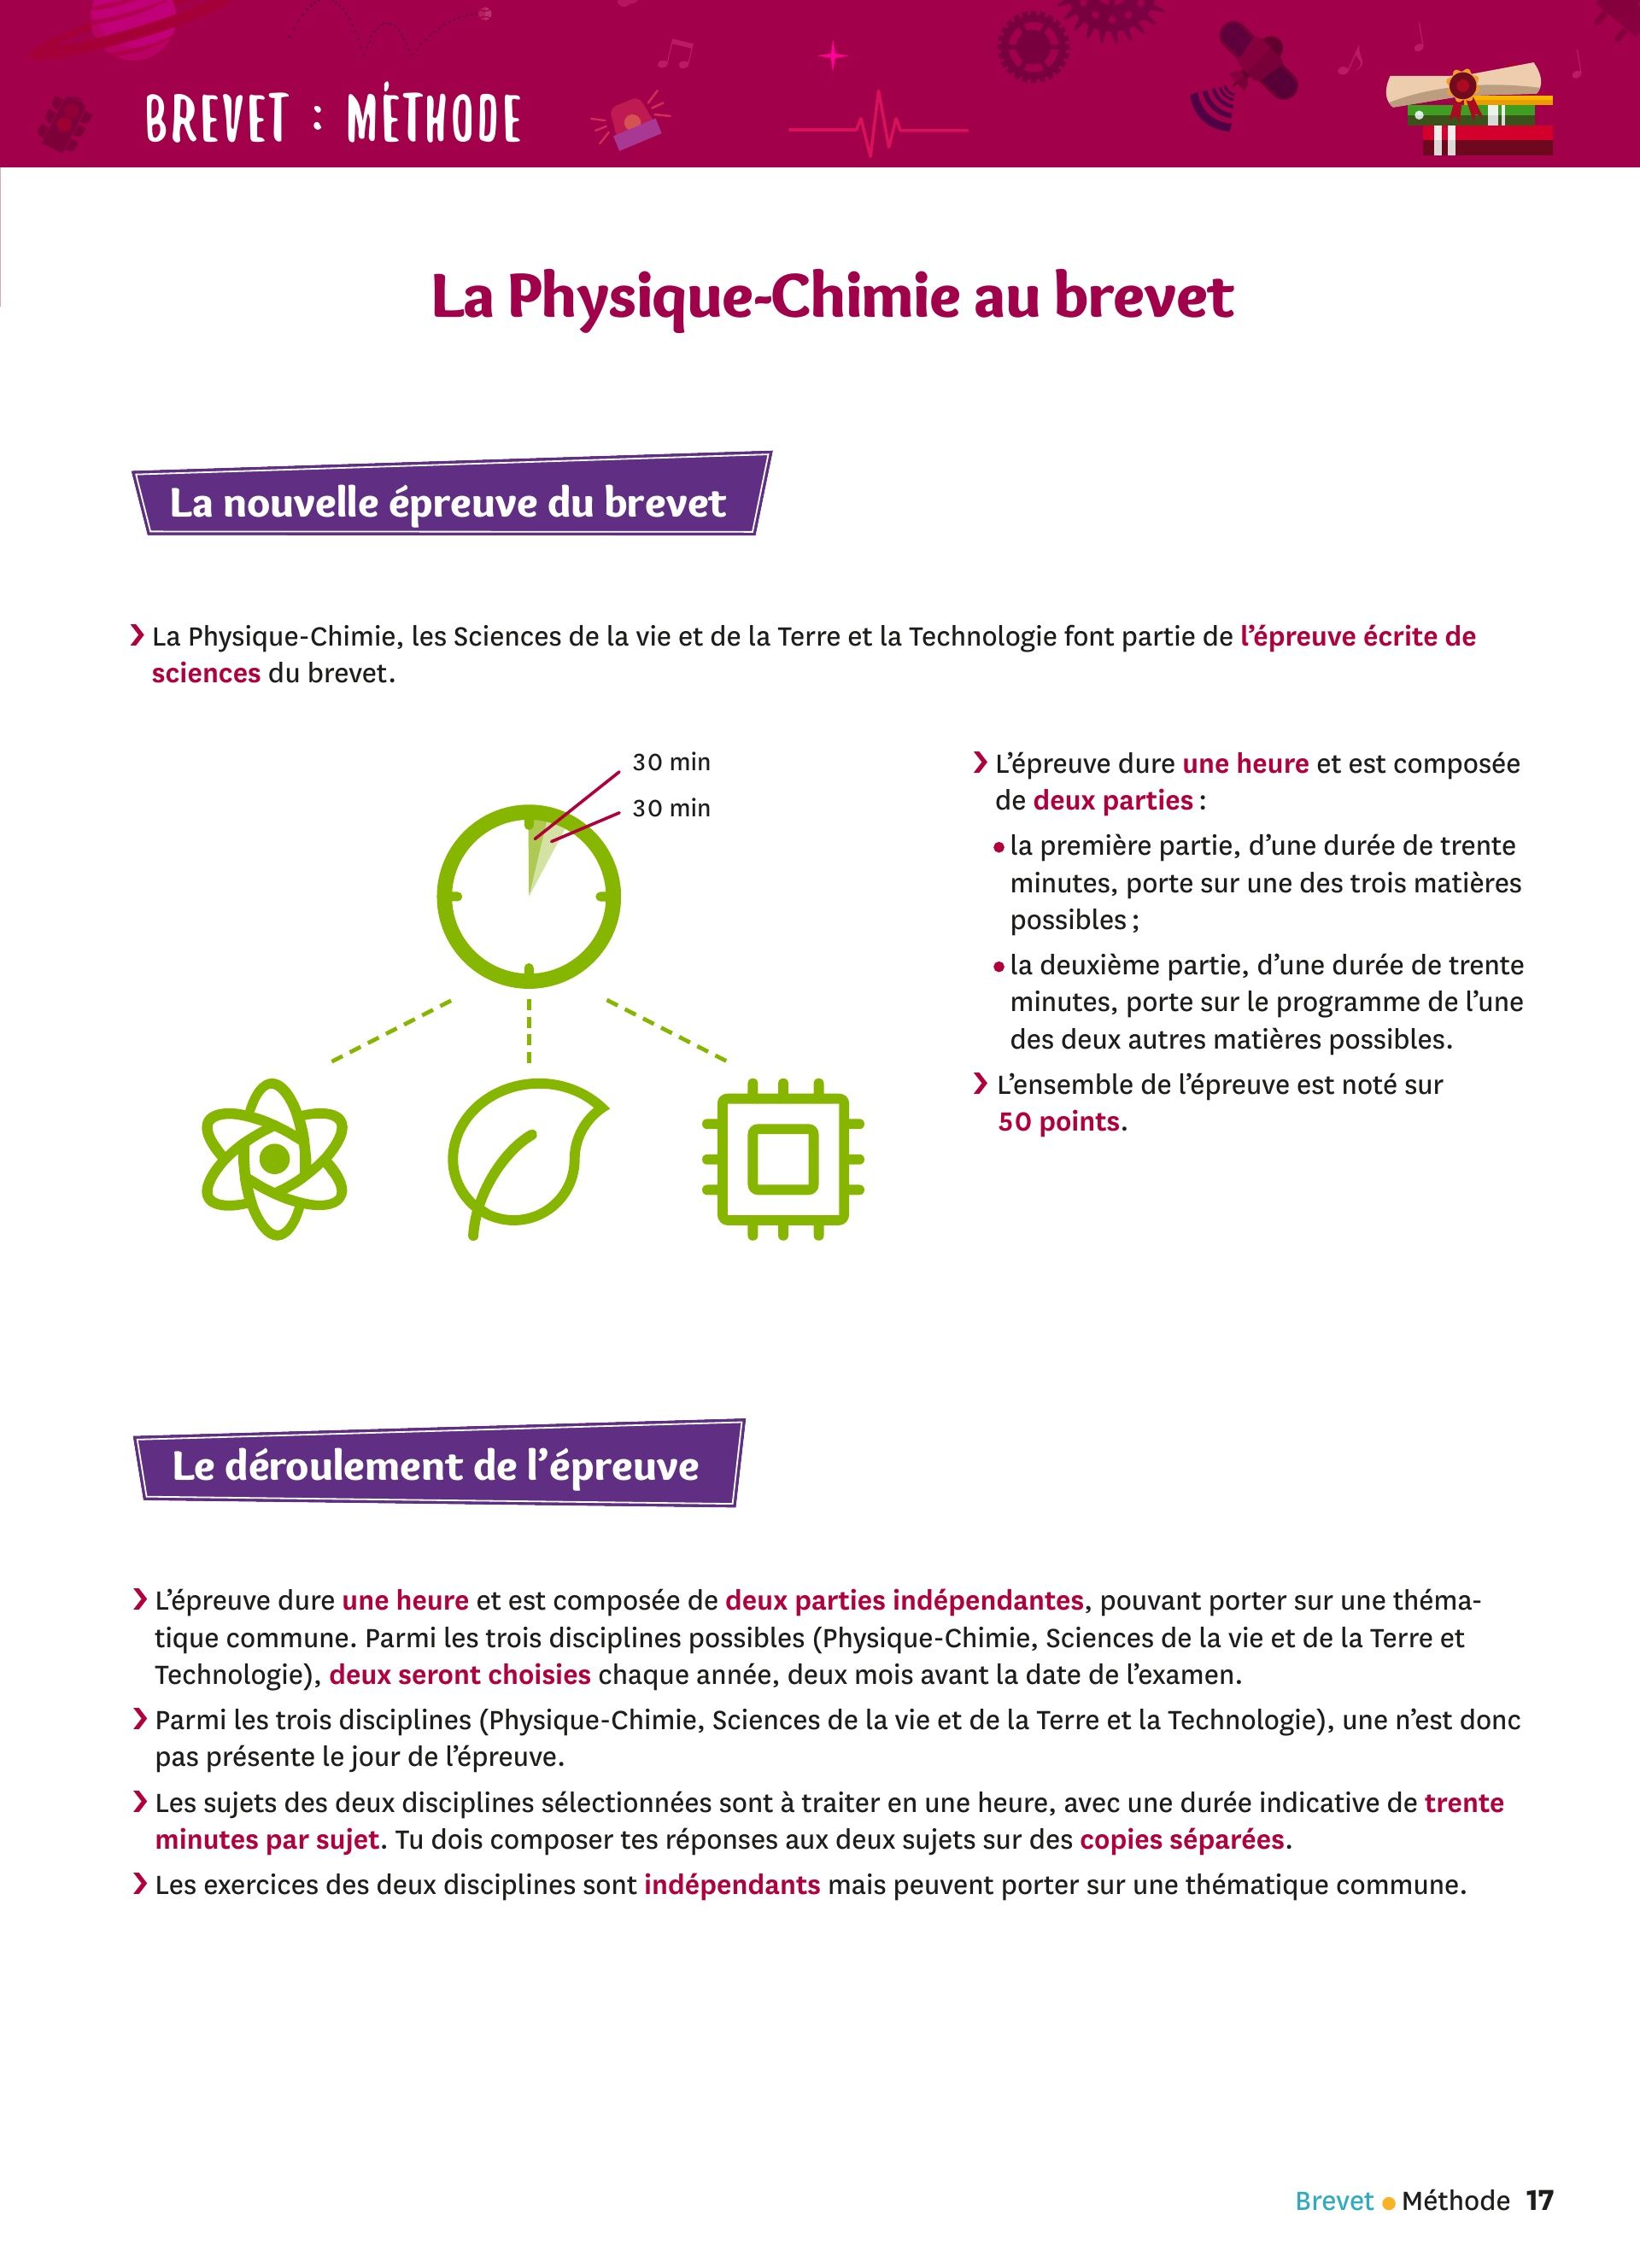 BREVET : MÉTHODE
La Physique-Chimie au brevet
La nouvelle épreuve du brevet
❯ La Physique-Chimie, les Sciences de la vie et de la Terre et la Technologie font partie de l’épreuve écrite de
sciences du brevet.
30 min
30 min
❯ L’épreuve dure une heure et est composée
de deux parties :
• la première partie, d’une durée de trente
minutes, porte sur une des trois matières
possibles ;
• la deuxième partie, d’une durée de trente
minutes, porte sur le programme de l’une
des deux autres matières possibles.
❯ L’ensemble de l’épreuve est noté sur
50 points.
Le déroulement de l’épreuve
❯ L’épreuve dure une heure et est composée de deux parties indépendantes, pouvant porter sur une théma-
tique commune. Parmi les trois disciplines possibles (Physique-Chimie, Sciences de la vie et de la Terre et
Technologie), deux seront choisies chaque année, deux mois avant la date de l’examen.
❯ Parmi les trois disciplines (Physique-Chimie, Sciences de la vie et de la Terre et la Technologie), une n’est donc
pas présente le jour de l’épreuve.
❯ Les sujets des deux disciplines sélectionnées sont à traiter en une heure, avec une durée indicative de trente
minutes par sujet. Tu dois composer tes réponses aux deux sujets sur des copies séparées.
❯ Les exercices des deux disciplines sont indépendants mais peuvent porter sur une thématique commune.
Brevet • Méthode 17